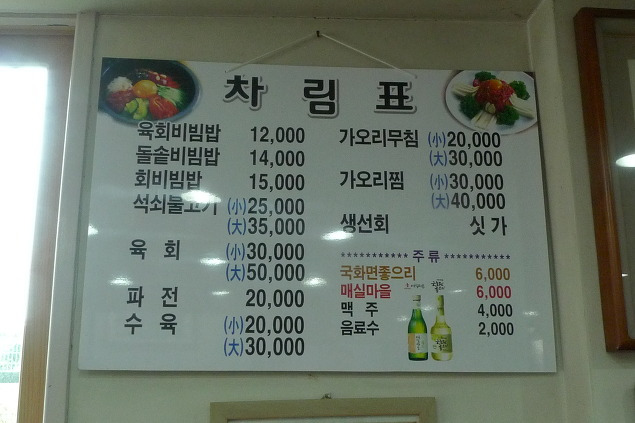 차림표
육회비빔밥 12,000
돌솥비빔밥 14,000
회비빔밥 15,000
석쇠불고기 (小)25,000
(大)35,000
육 회 (小)30,000
(大)50,000
파 전 20,000
수 육 (小)20,000
(大)30,000
가오리무침 (小)20,000
(大)30,000
가오리찜 (小)30,000
(大)40,000
생선회 싯가
*********** 주 류 ***********
국화면좋으리 6,000
매실마을 6,000
맥 주 4,000
음료수 2,000